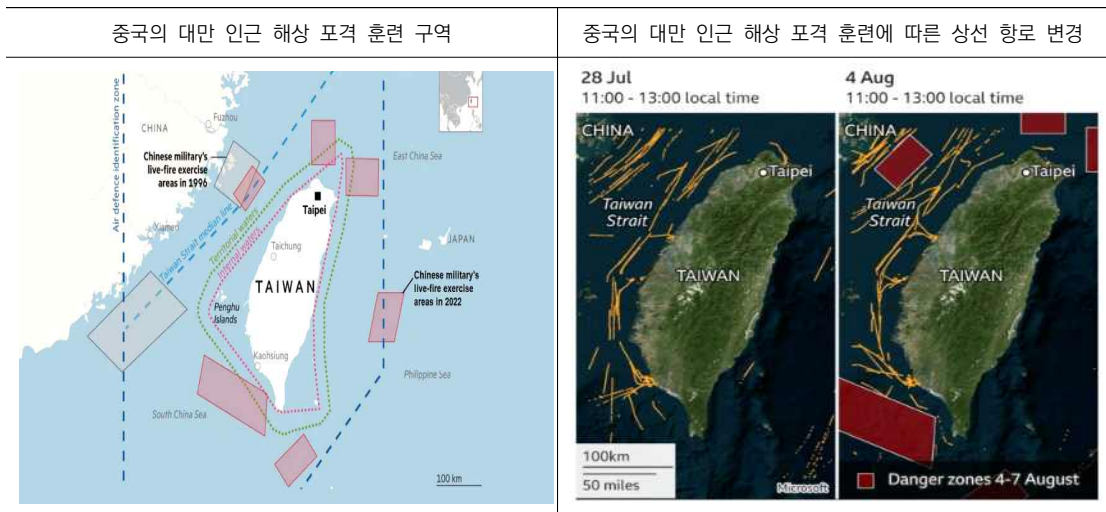 중국의 대만 인근 해상 포격 훈련 구역
중국의 대만 인근 해상 포격 훈련에 따른 상선 항로 변경
Air defence identification zone
CHINA
Fuzhou
Chinese military's
live-fire exercise
areas in 1996
East China Sea
Xiamen
Taiwan Strait median line
Territorial waters
Internal waters
Taipei
Taichung
TAIWAN
JAPAN
Penghu
Islands
Chinese military's
live-fire exercise
areas in 2022
Kaohsiung
Philippine Sea
South China Sea
100 km
28 Jul
11:00 - 13:00 local time
CHINA
Taipei
Taiwan
Strait
TAIWAN
100km
50 miles
Microsoft
4 Aug
11:00 - 13:00 local time
CHINA
Taipei
Taiwan
Strait
TAIWAN
Danger zones 4-7 August